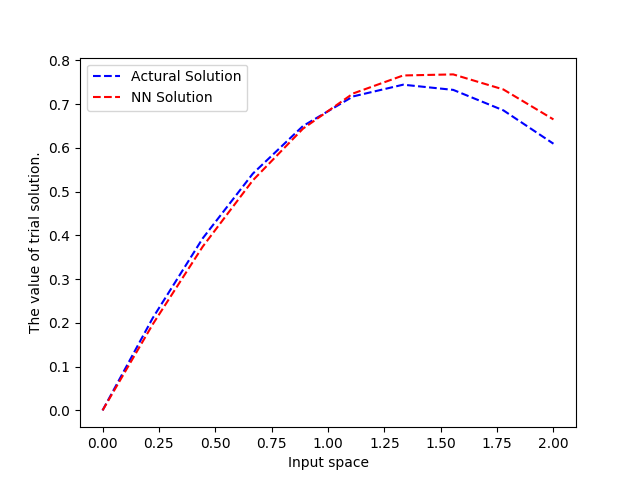 Actural Solution
NN Solution
The value of trial solution.
0.8
0.7
0.6
0.5
0.4
0.3
0.2
0.1
0.0
0.00 0.25 0.50 0.75 1.00 1.25 1.50 1.75 2.00
Input space